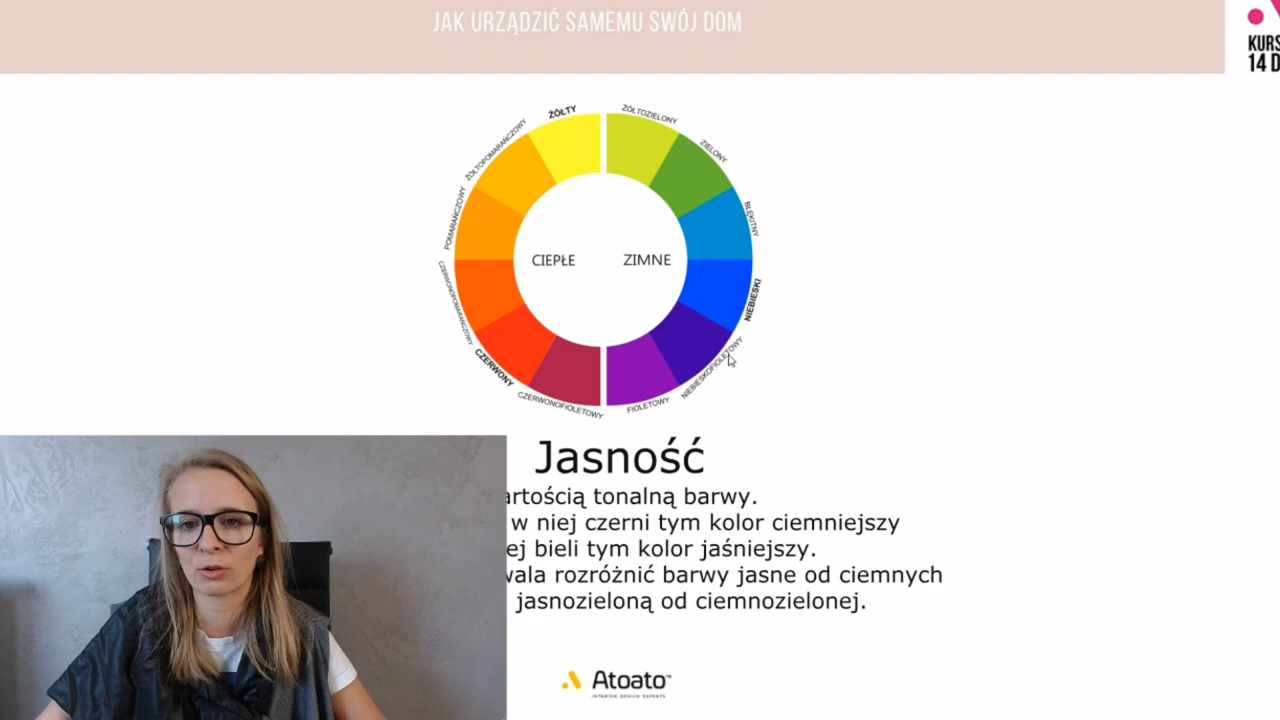 JAK URZĄDZIĆ SAMEMU SWÓJ DOM
KURS
14 D
ŻÓŁTY
ŻÓŁTOZIELONY
ŻÓŁTOPOMARAŃCZOWY
ZIELONY
POMARAŃCZOWY
BŁĘKITNY
CIEPŁE
ZIMNE
CZERWONOPOMARAŃCZOWY
NIEBIESKI
CZERWONY
NIEBIESKOFIOLETOWY
CZERWONOFIOLETOWY
FIOLETOWY
Jasność
artością tonalną barwy.
w niej czerni tym kolor ciemniejszy
ej bieli tym kolor jaśniejszy.
wala rozróżnić barwy jasne od ciemnych
jasnozieloną od ciemnozielonej.
Atoato™
INTERIOR DESIGN EXPERTS